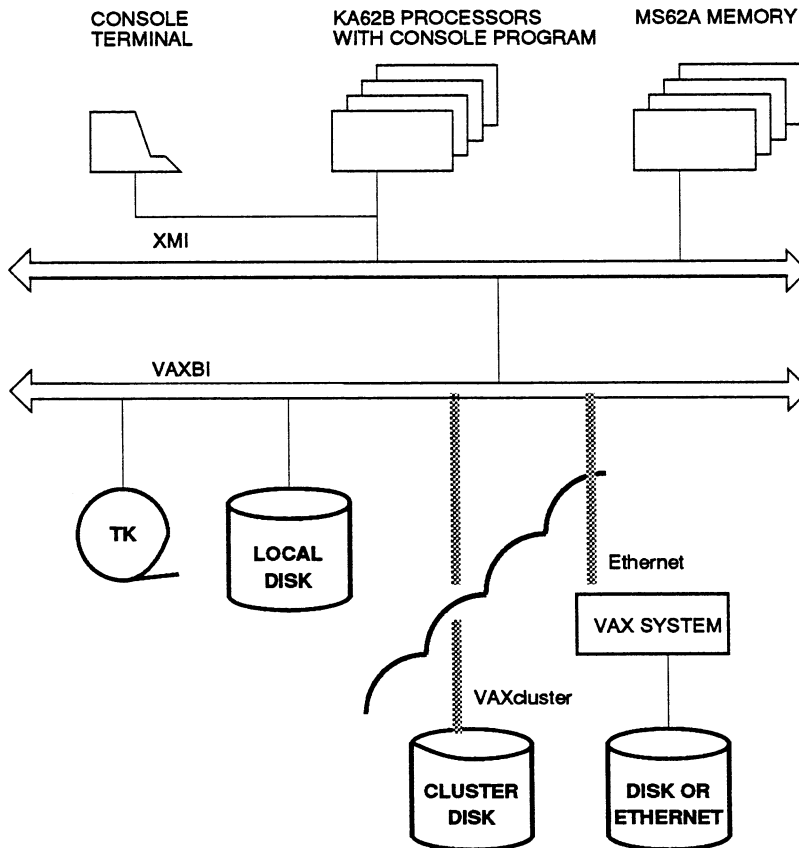 CONSOLE
TERMINAL
KA62B PROCESSORS
WITH CONSOLE PROGRAM
MS62A MEMORY
XMI
VAXBI
TK
LOCAL
DISK
Ethernet
VAX SYSTEM
VAXcluster
CLUSTER
DISK
DISK OR
ETHERNET